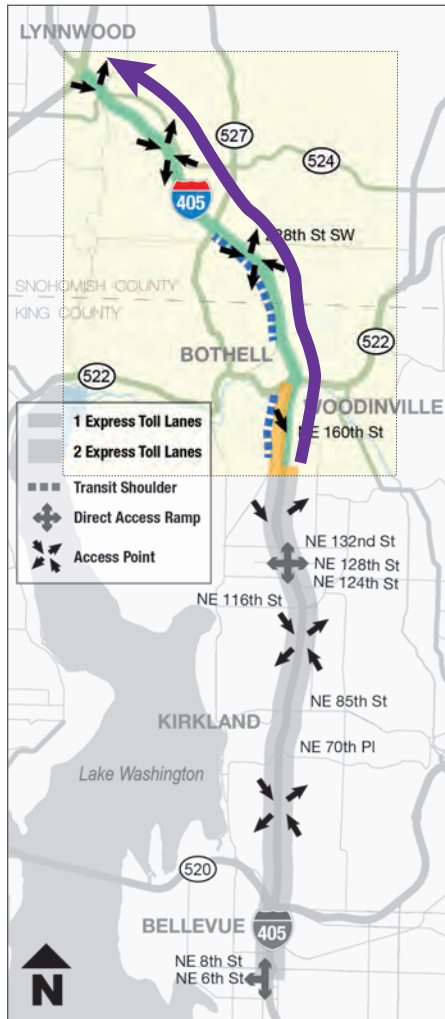 LYNNWOOD
527
524
405
228th St SW
SNOHOMISH COUNTY
KING COUNTY
BOTHELL
522
522
WOODINVILLE
NE 160th St
1 Express Toll Lanes
2 Express Toll Lanes
Transit Shoulder
Direct Access Ramp
Access Point
NE 132nd St
NE 128th St
NE 124th St
NE 116th St
NE 85th St
KIRKLAND
NE 70th Pl
Lake Washington
520
BELLEVUE
405
NE 8th St
NE 6th St
N